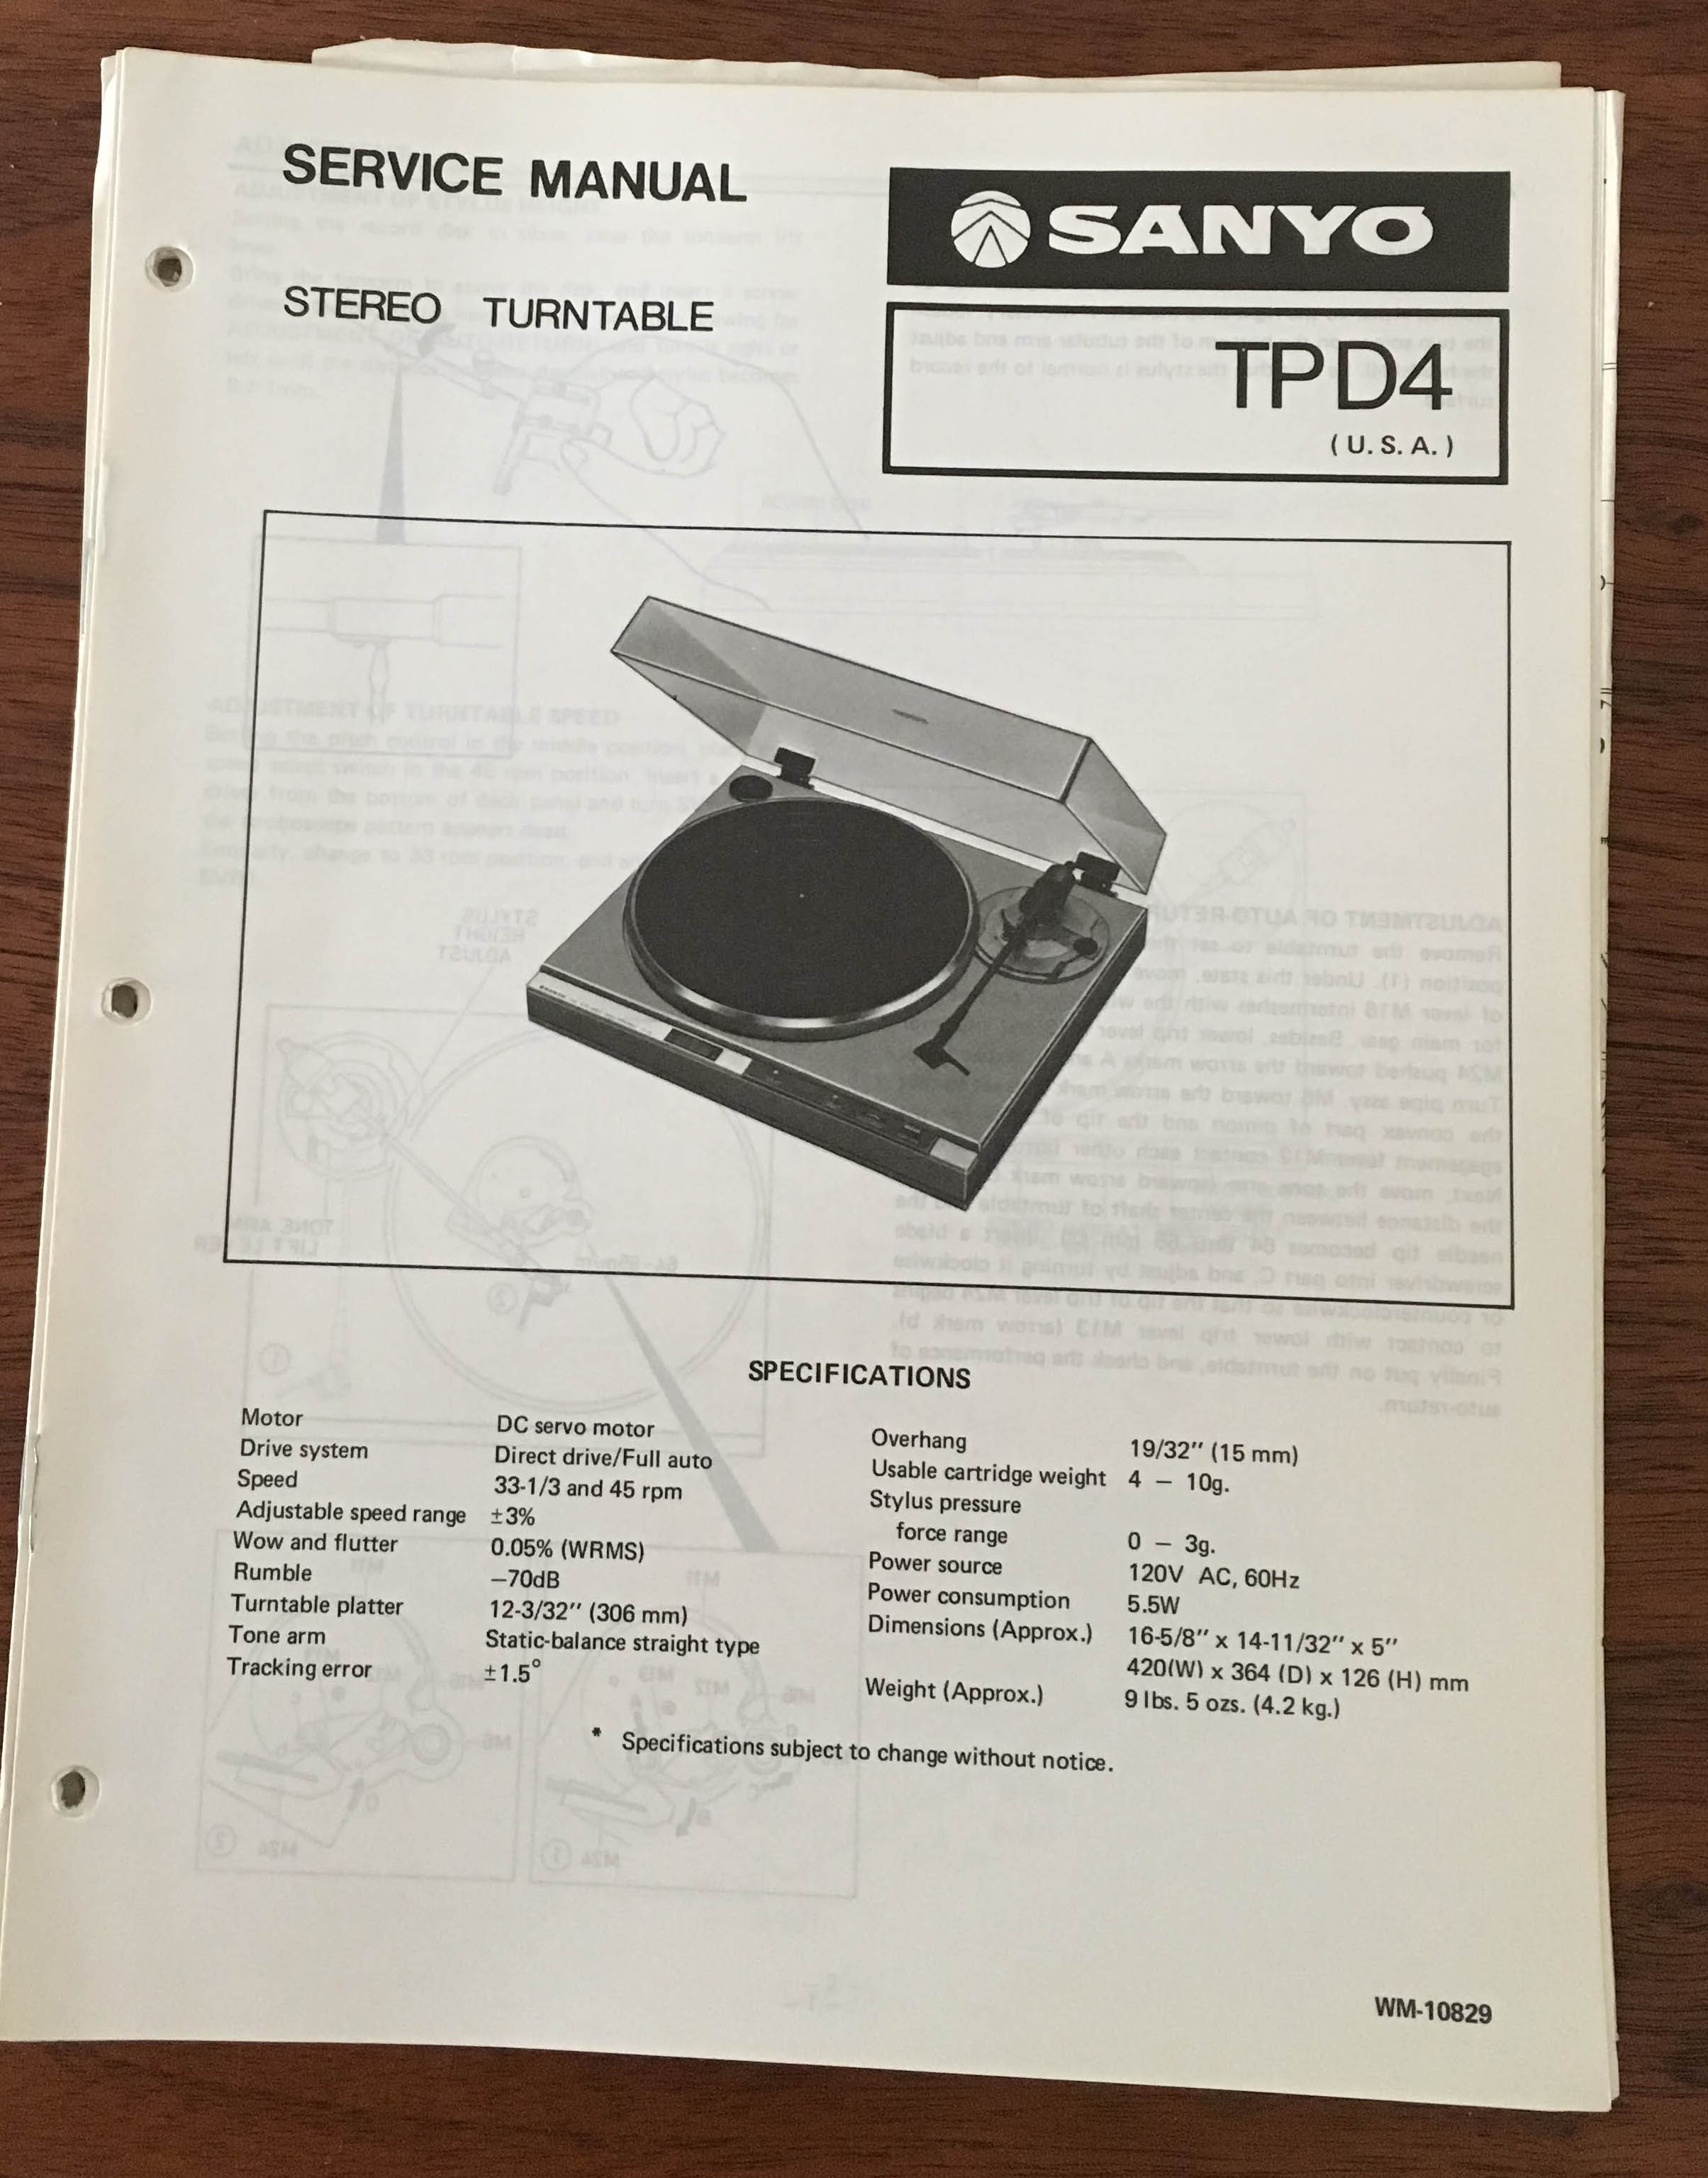 SERVICE MANUAL
SANYO
STEREO TURNTABLE
TPD4
( U. S. A. )
SPECIFICATIONS
Motor DC servo motor
Drive system Direct drive/Full auto
Speed 33-1/3 and 45 rpm
Adjustable speed range ±3%
Wow and flutter 0.05% (WRMS)
Rumble —70dB
Turntable platter 12-3/32′′ (306 mm)
Tone arm Static-balance straight type
Tracking error ±1.5°
Overhang 19/32′′ (15 mm)
Usable cartridge weight 4 — 10g.
Stylus pressure
force range 0 — 3g.
Power source 120V AC, 60Hz
Power consumption 5.5W
Dimensions (Approx.) 16-5/8′′ x 14-11/32′′ x 5′′
420(W) x 364 (D) x 126 (H) mm
Weight (Approx.) 9 lbs. 5 ozs. (4.2 kg.)
* Specifications subject to change without notice.
WM-10829